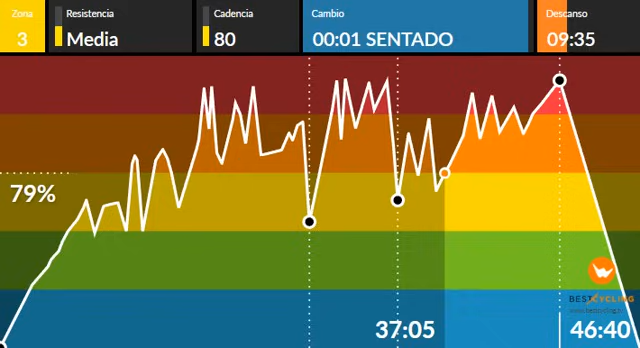 Zona
3
Resistencia
Media
Cadencia
80
Cambio
00:01 SENTADO
Descanso
09:35
79%
BESTCYCLING
37:05
46:40